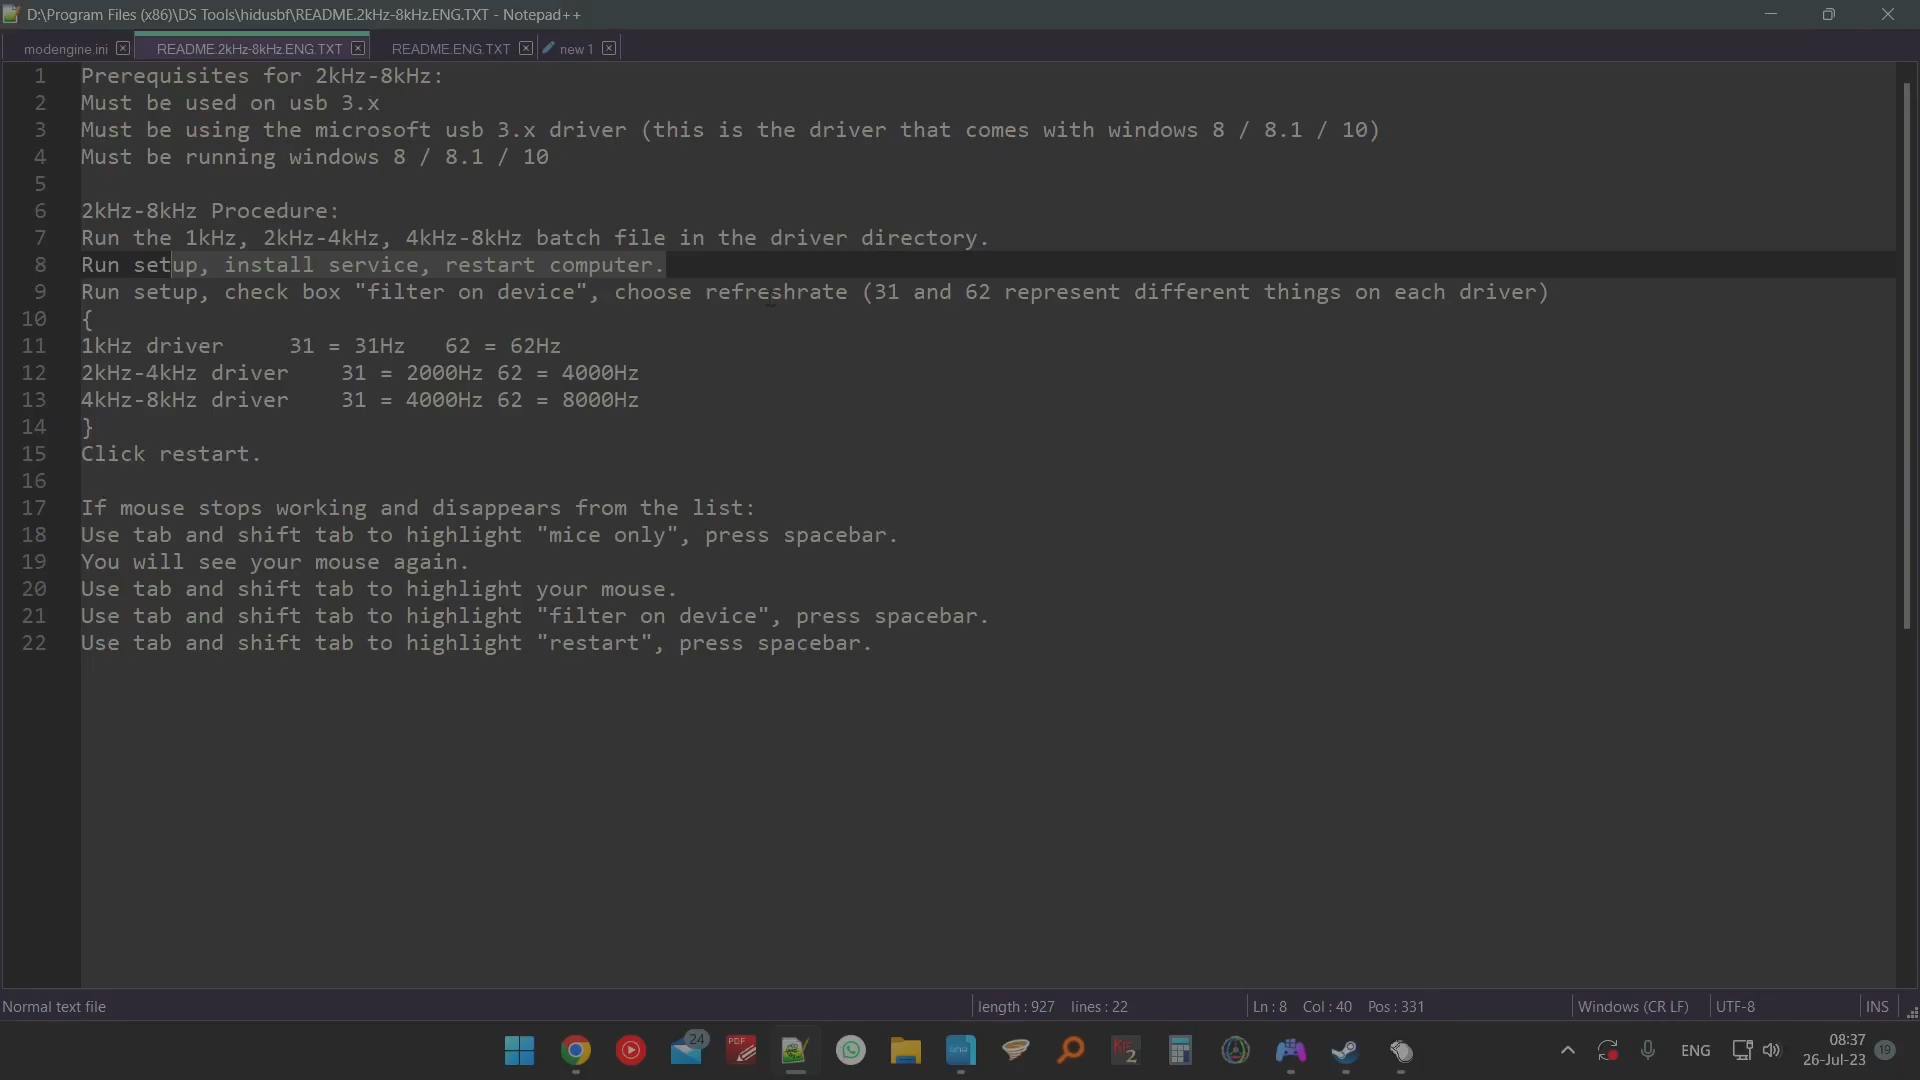 D:\Program Files (x86)\DS Tools\hidusbf\README.2kHz-8kHz.ENG.TXT - Notepad++
modengine.ini README.2kHz-8kHz.ENG.TXT README.ENG.TXT new 1
1 Prerequisites for 2kHz-8kHz:
2 Must be used on usb 3.x
3 Must be using the microsoft usb 3.x driver (this is the driver that comes with windows 8 / 8.1 / 10)
4 Must be running windows 8 / 8.1 / 10
5
6 2kHz-8kHz Procedure:
7 Run the 1kHz, 2kHz-4kHz, 4kHz-8kHz batch file in the driver directory.
8 Run setup, install service, restart computer.
9 Run setup, check box "filter on device", choose refreshrate (31 and 62 represent different things on each driver)
10 {
11 1kHz driver 31 = 31Hz 62 = 62Hz
12 2kHz-4kHz driver 31 = 2000Hz 62 = 4000Hz
13 4kHz-8kHz driver 31 = 4000Hz 62 = 8000Hz
14 }
15 Click restart.
16
17 If mouse stops working and disappears from the list:
18 Use tab and shift tab to highlight "mice only", press spacebar.
19 You will see your mouse again.
20 Use tab and shift tab to highlight your mouse.
21 Use tab and shift tab to highlight "filter on device", press spacebar.
22 Use tab and shift tab to highlight "restart", press spacebar.
Normal text file length : 927 lines : 22 Ln : 8 Col : 40 Pos : 331 Windows (CR LF) UTF-8 INS
24 PDF 2 ENG 08:37
26-Jul-23 19